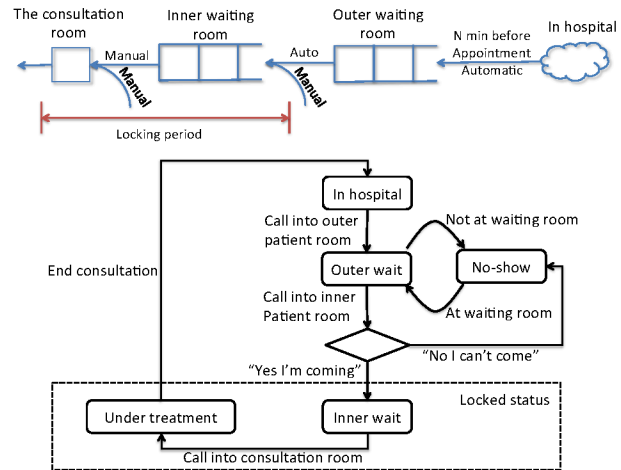 The consultation
room
Inner waiting
room
Outer waiting
room
In hospital
N min before
Appointment
Automatic
Manual
Manual
Auto
Manual
Locking period
In hospital
Call into outer
patient room
Not at waiting room
Outer wait
No-show
End consultation
Call into inner
Patient room
At waiting room
"No I can't come"
"Yes I'm coming"
Locked status
Under treatment
Inner wait
Call into consultation room